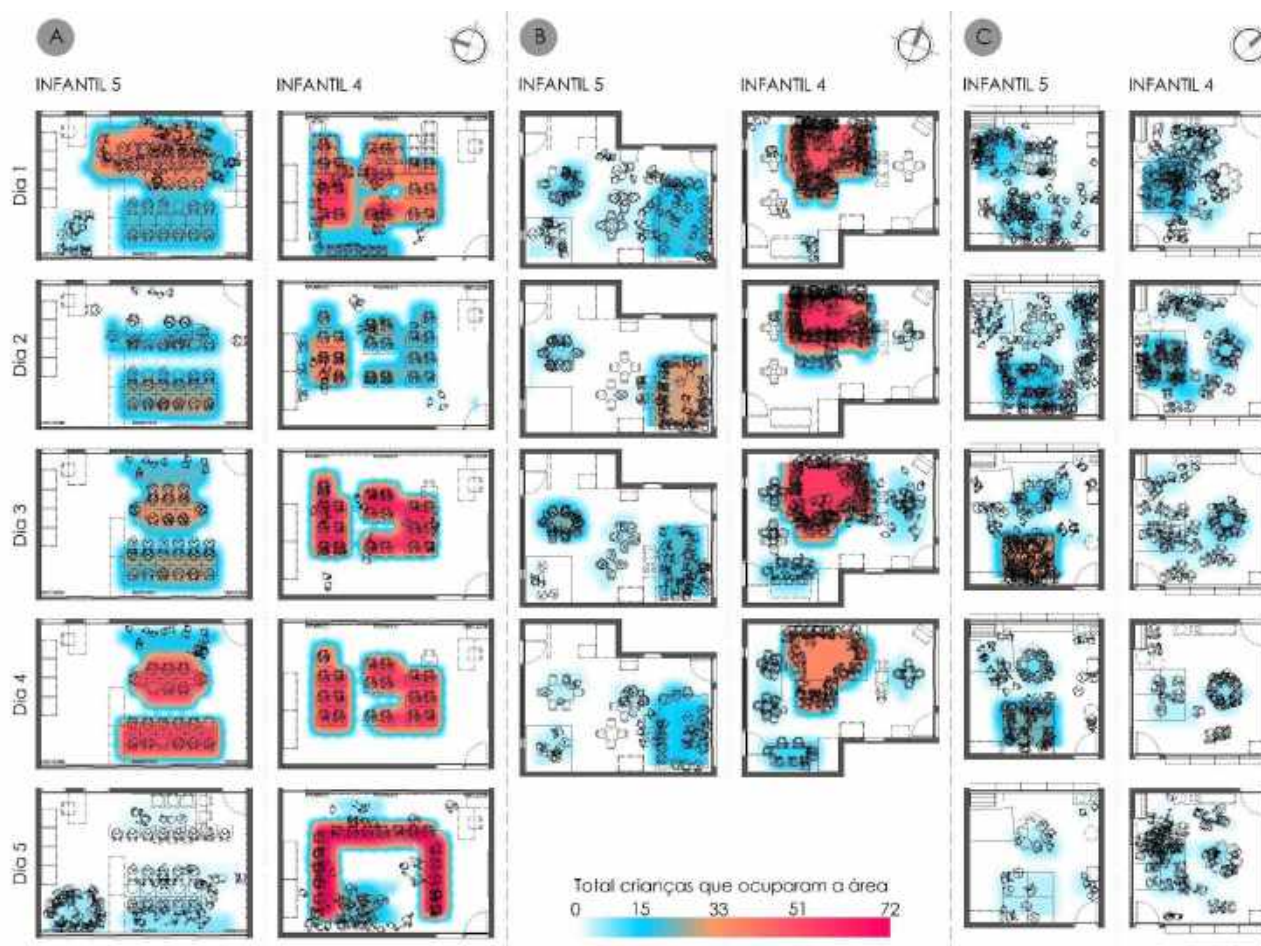 A
B
C
INFANTIL 5
INFANTIL 4
INFANTIL 5
INFANTIL 4
INFANTIL 5
INFANTIL 4
Dia 1
Dia 2
Dia 3
Dia 4
Dia 5
Total crianças que ocuparam a área
0 15 33 51 72